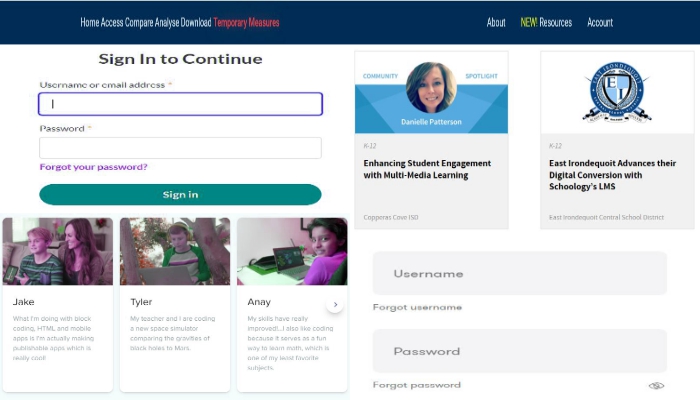 Home Access Compare Analyse Download Temporary Measures
About NEW! Resources Account
Sign In to Continue
Username or email address *
Password *
Forgot your password?
Sign in
Jake
What I'm doing with block
coding, HTML and mobile
apps is I'm actually making
publishable apps which is
really cool!
Tyler
My teacher and I are coding
a new space simulator
comparing the gravities of
black holes to Mars.
Anay
My skills have really
improved!...I also like coding
because it serves as a fun
way to learn math, which is
one of my least favorite
subjects.
COMMUNITY SPOTLIGHT
Danielle Patterson
K-12
Enhancing Student Engagement
with Multi-Media Learning
Copperas Cove ISD
EAST IRONDEQUOIT
E I
K-12
East Irondequoit Advances their
Digital Conversion with
Schoology's LMS
East Irondequoit Central School District
Username
Forgot username
Password
Forgot password